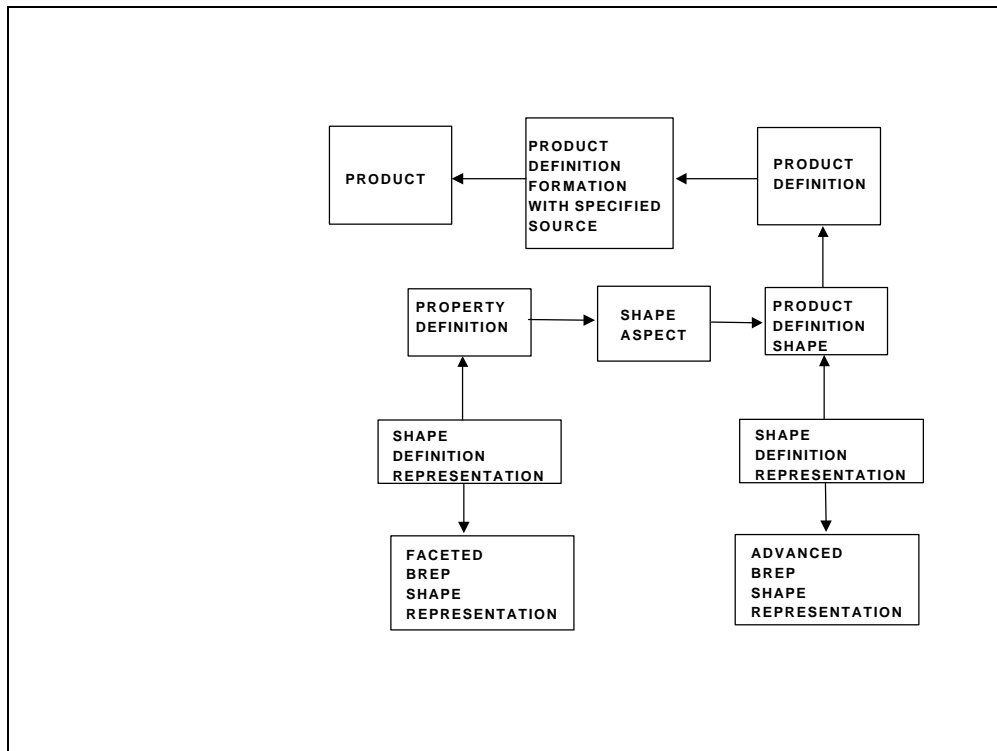 PRODUCT
PRODUCT
DEFINITION
FORMATION
WITH SPECIFIED
SOURCE
PRODUCT
DEFINITION
PROPERTY
DEFINITION
SHAPE
ASPECT
PRODUCT
DEFINITION
SHAPE
SHAPE
DEFINITION
REPRESENTATION
SHAPE
DEFINITION
REPRESENTATION
FACETED
BREP
SHAPE
REPRESENTATION
ADVANCED
BREP
SHAPE
REPRESENTATION